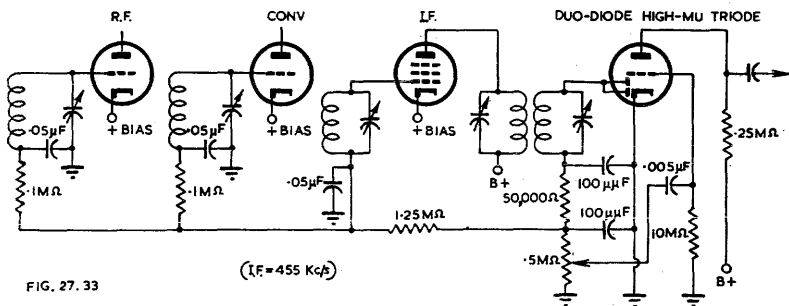 R.F.
CONV
I.F.
DUO-DIODE HIGH-MU TRIODE
+ BIAS
+ BIAS
+ BIAS
·05µF
·05µF
·05µF
·1MΩ
·1MΩ
B+
100µµF
50,000Ω
100µµF
·005µF
·25MΩ
1·25MΩ
·5MΩ
10MΩ
B+
FIG. 27.33
(I.F.= 455 Kc/s)